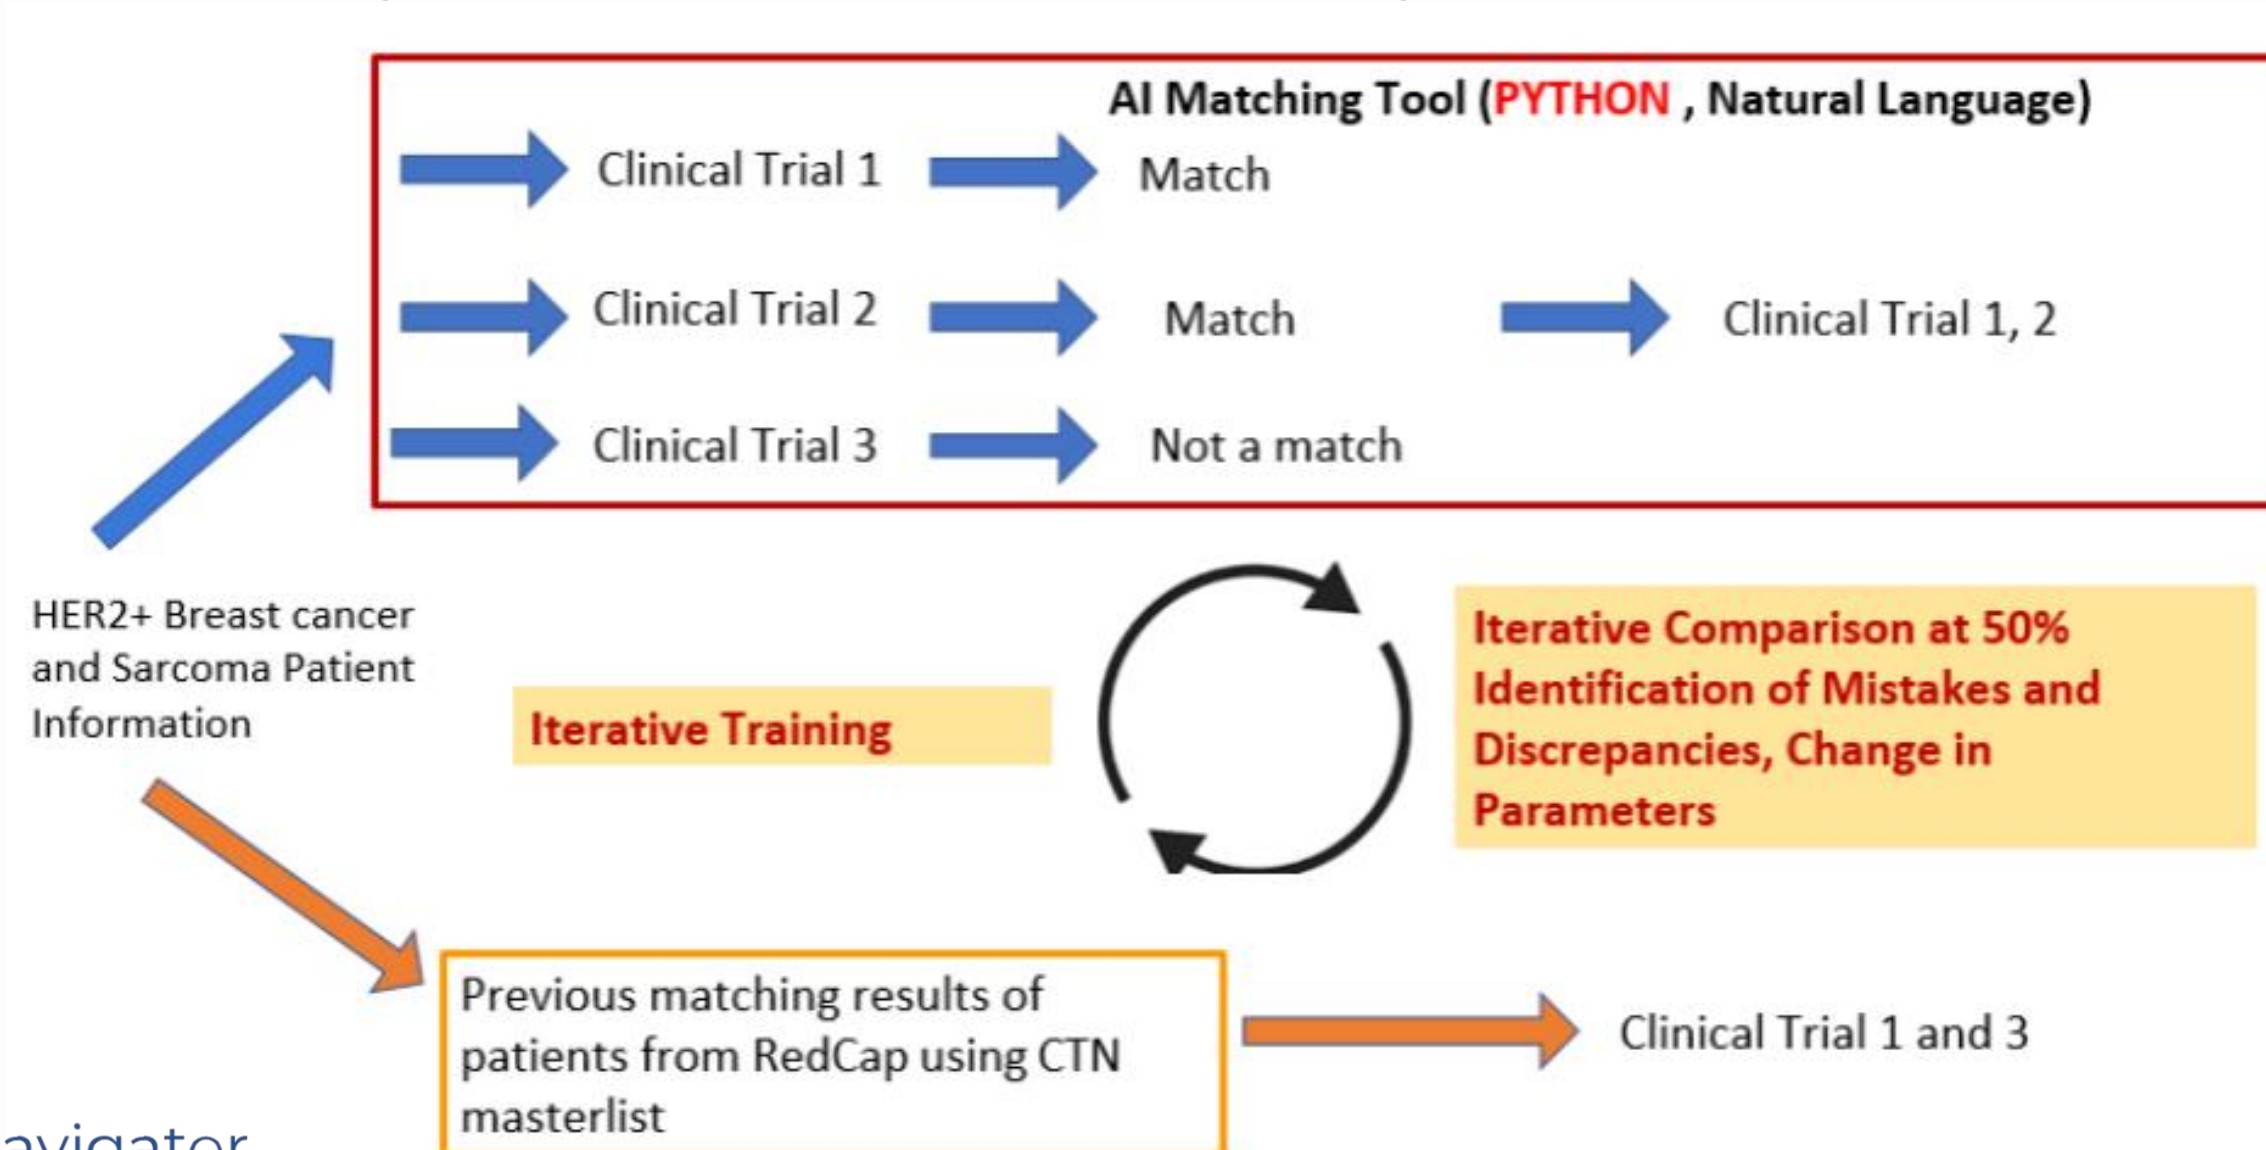 AI Matching Tool (PYTHON , Natural Language)
Clinical Trial 1
Match
Clinical Trial 2
Match
Clinical Trial 1, 2
Clinical Trial 3
Not a match
HER2+ Breast cancer
and Sarcoma Patient
Information
Iterative Training
Iterative Comparison at 50%
Identification of Mistakes and
Discrepancies, Change in
Parameters
Previous matching results of
patients from RedCap using CTN
masterlist
Clinical Trial 1 and 3
avigator